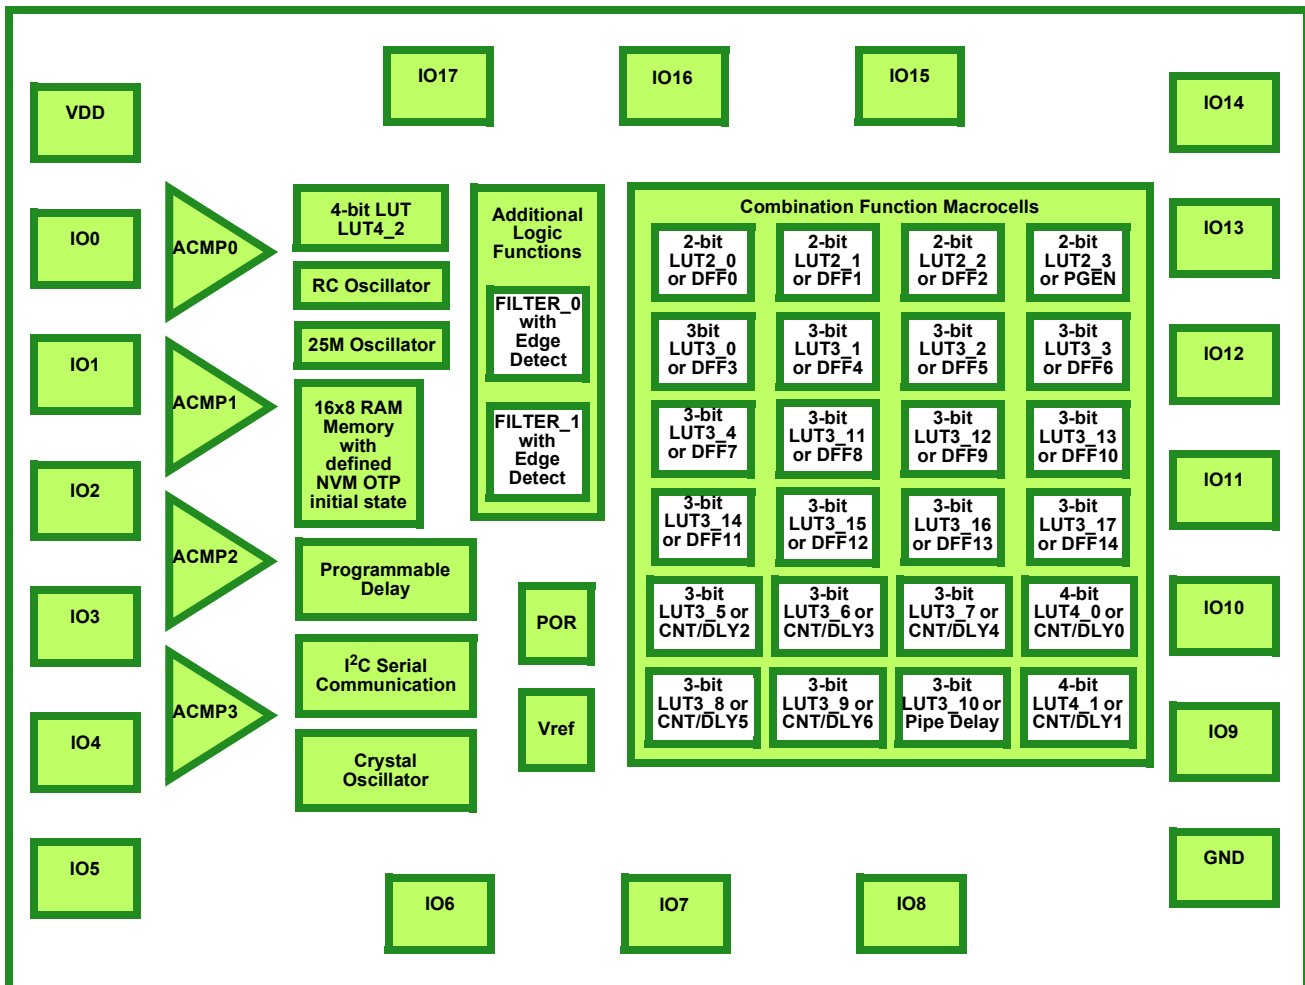 IO17
IO16
IO15
VDD
IO14
IO0
IO13
IO1
IO12
IO2
IO11
IO3
IO10
IO4
IO9
IO5
GND
IO6
IO7
IO8
ACMP0
ACMP1
ACMP2
ACMP3
4-bit LUT
LUT4_2
RC Oscillator
25M Oscillator
16x8 RAM
Memory
with
defined
NVM OTP
initial state
Programmable
Delay
I²C Serial
Communication
Crystal
Oscillator
Additional
Logic
Functions
FILTER_0
with
Edge
Detect
FILTER_1
with
Edge
Detect
POR
Vref
Combination Function Macrocells
2-bit
LUT2_0
or DFF0
2-bit
LUT2_1
or DFF1
2-bit
LUT2_2
or DFF2
2-bit
LUT2_3
or PGEN
3bit
LUT3_0
or DFF3
3-bit
LUT3_1
or DFF4
3-bit
LUT3_2
or DFF5
3-bit
LUT3_3
or DFF6
3-bit
LUT3_4
or DFF7
3-bit
LUT3_11
or DFF8
3-bit
LUT3_12
or DFF9
3-bit
LUT3_13
or DFF10
3-bit
LUT3_14
or DFF11
3-bit
LUT3_15
or DFF12
3-bit
LUT3_16
or DFF13
3-bit
LUT3_17
or DFF14
3-bit
LUT3_5 or
CNT/DLY2
3-bit
LUT3_6 or
CNT/DLY3
3-bit
LUT3_7 or
CNT/DLY4
4-bit
LUT4_0 or
CNT/DLY0
3-bit
LUT3_8 or
CNT/DLY5
3-bit
LUT3_9 or
CNT/DLY6
3-bit
LUT3_10 or
Pipe Delay
4-bit
LUT4_1 or
CNT/DLY1